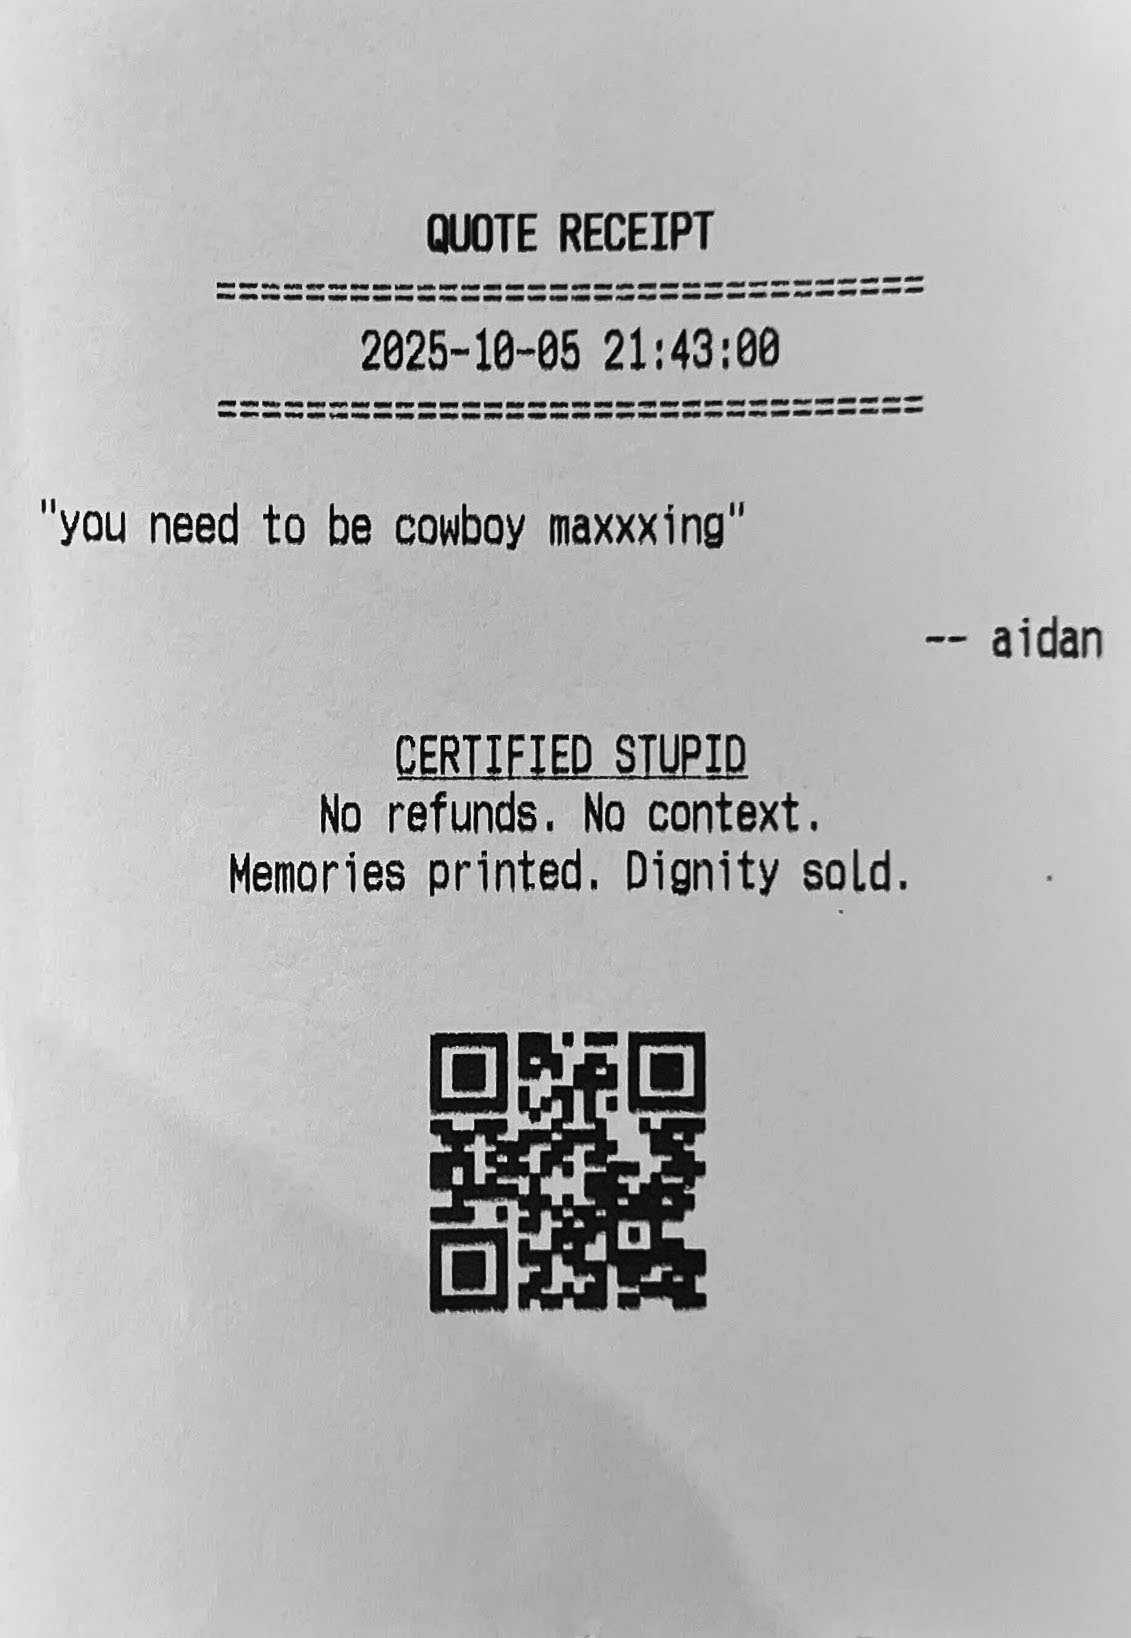 QUOTE RECEIPT
================================
2025-10-05 21:43:00
================================
"you need to be cowboy maxxxing"
-- aidan
CERTIFIED STUPID
No refunds. No context.
Memories printed. Dignity sold.